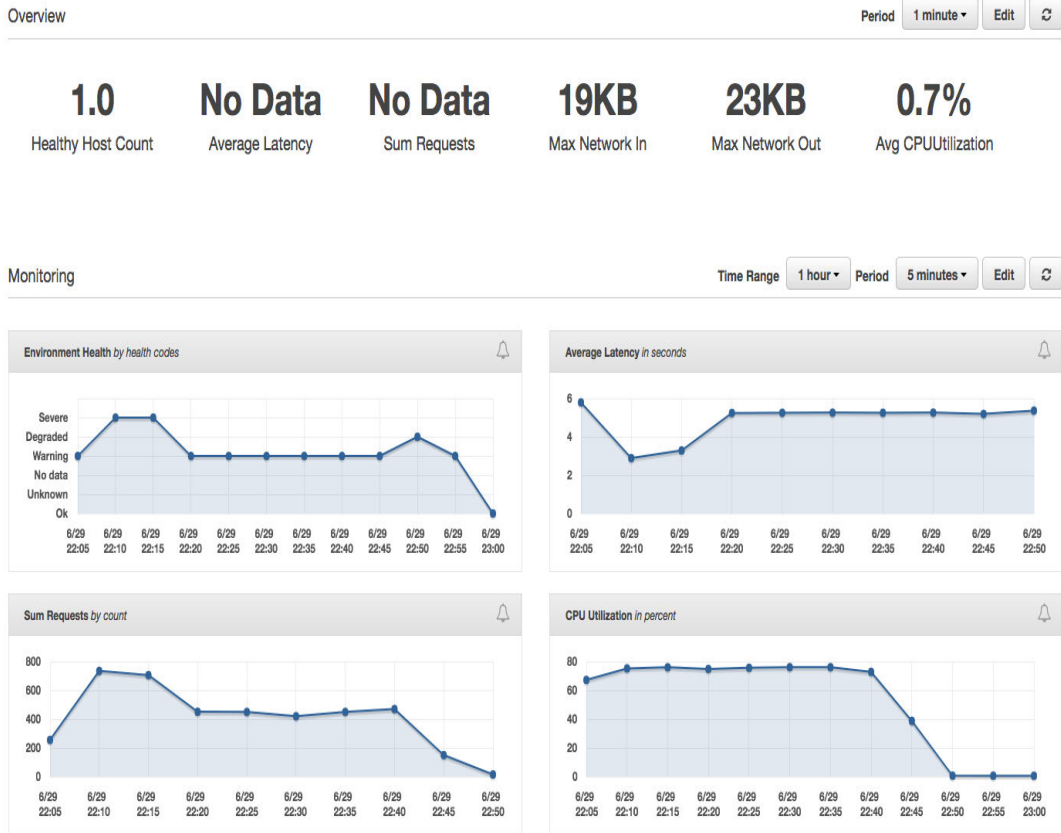 Overview
Period 1 minute Edit
1.0 No Data No Data 19KB 23KB 0.7%
Healthy Host Count Average Latency Sum Requests Max Network In Max Network Out Avg CPUUtilization
Monitoring
Time Range 1 hour Period 5 minutes Edit
Environment Health by health codes
Severe
Degraded
Warning
No data
Unknown
Ok
6/29 6/29 6/29 6/29 6/29 6/29 6/29 6/29 6/29 6/29 6/29 6/29
22:05 22:10 22:15 22:20 22:25 22:30 22:35 22:40 22:45 22:50 22:55 23:00
Average Latency in seconds
6
4
2
0
6/29 6/29 6/29 6/29 6/29 6/29 6/29 6/29 6/29 6/29
22:05 22:10 22:15 22:20 22:25 22:30 22:35 22:40 22:45 22:50
Sum Requests by count
800
600
400
200
0
6/29 6/29 6/29 6/29 6/29 6/29 6/29 6/29 6/29 6/29
22:05 22:10 22:15 22:20 22:25 22:30 22:35 22:40 22:45 22:50
CPU Utilization in percent
80
60
40
20
0
6/29 6/29 6/29 6/29 6/29 6/29 6/29 6/29 6/29 6/29 6/29 6/29
22:05 22:10 22:15 22:20 22:25 22:30 22:35 22:40 22:45 22:50 22:55 23:00